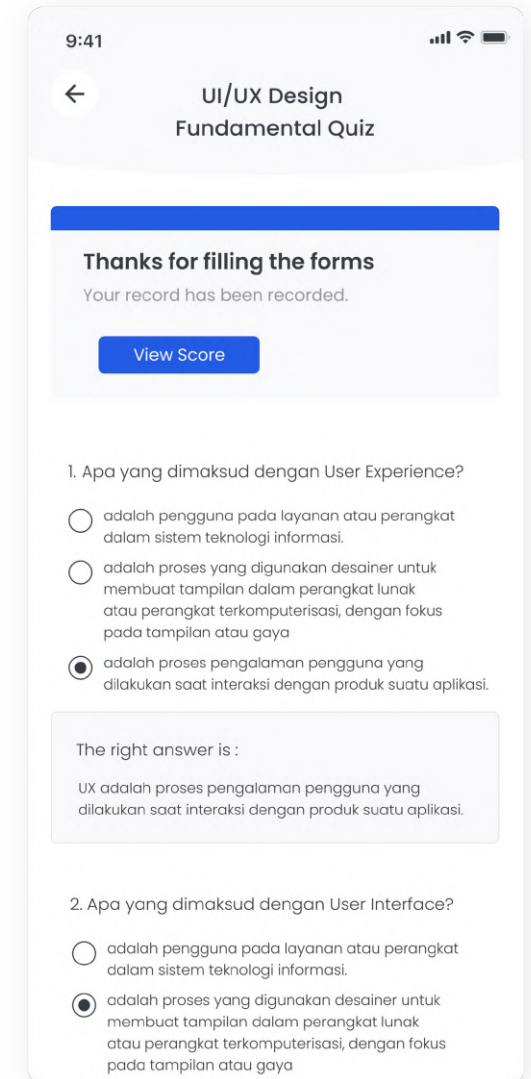 9:41
UI/UX Design
Fundamental Quiz
Thanks for filling the forms
Your record has been recorded.
View Score
1. Apa yang dimaksud dengan User Experience?
adalah pengguna pada layanan atau perangkat
dalam sistem teknologi informasi.
adalah proses yang digunakan desainer untuk
membuat tampilan dalam perangkat lunak
atau perangkat terkomputerisasi, dengan fokus
pada tampilan atau gaya
adalah proses pengalaman pengguna yang
dilakukan saat interaksi dengan produk suatu aplikasi.
The right answer is :
UX adalah proses pengalaman pengguna yang
dilakukan saat interaksi dengan produk suatu aplikasi.
2. Apa yang dimaksud dengan User Interface?
adalah pengguna pada layanan atau perangkat
dalam sistem teknologi informasi.
adalah proses yang digunakan desainer untuk
membuat tampilan dalam perangkat lunak
atau perangkat terkomputerisasi, dengan fokus
pada tampilan atau gaya